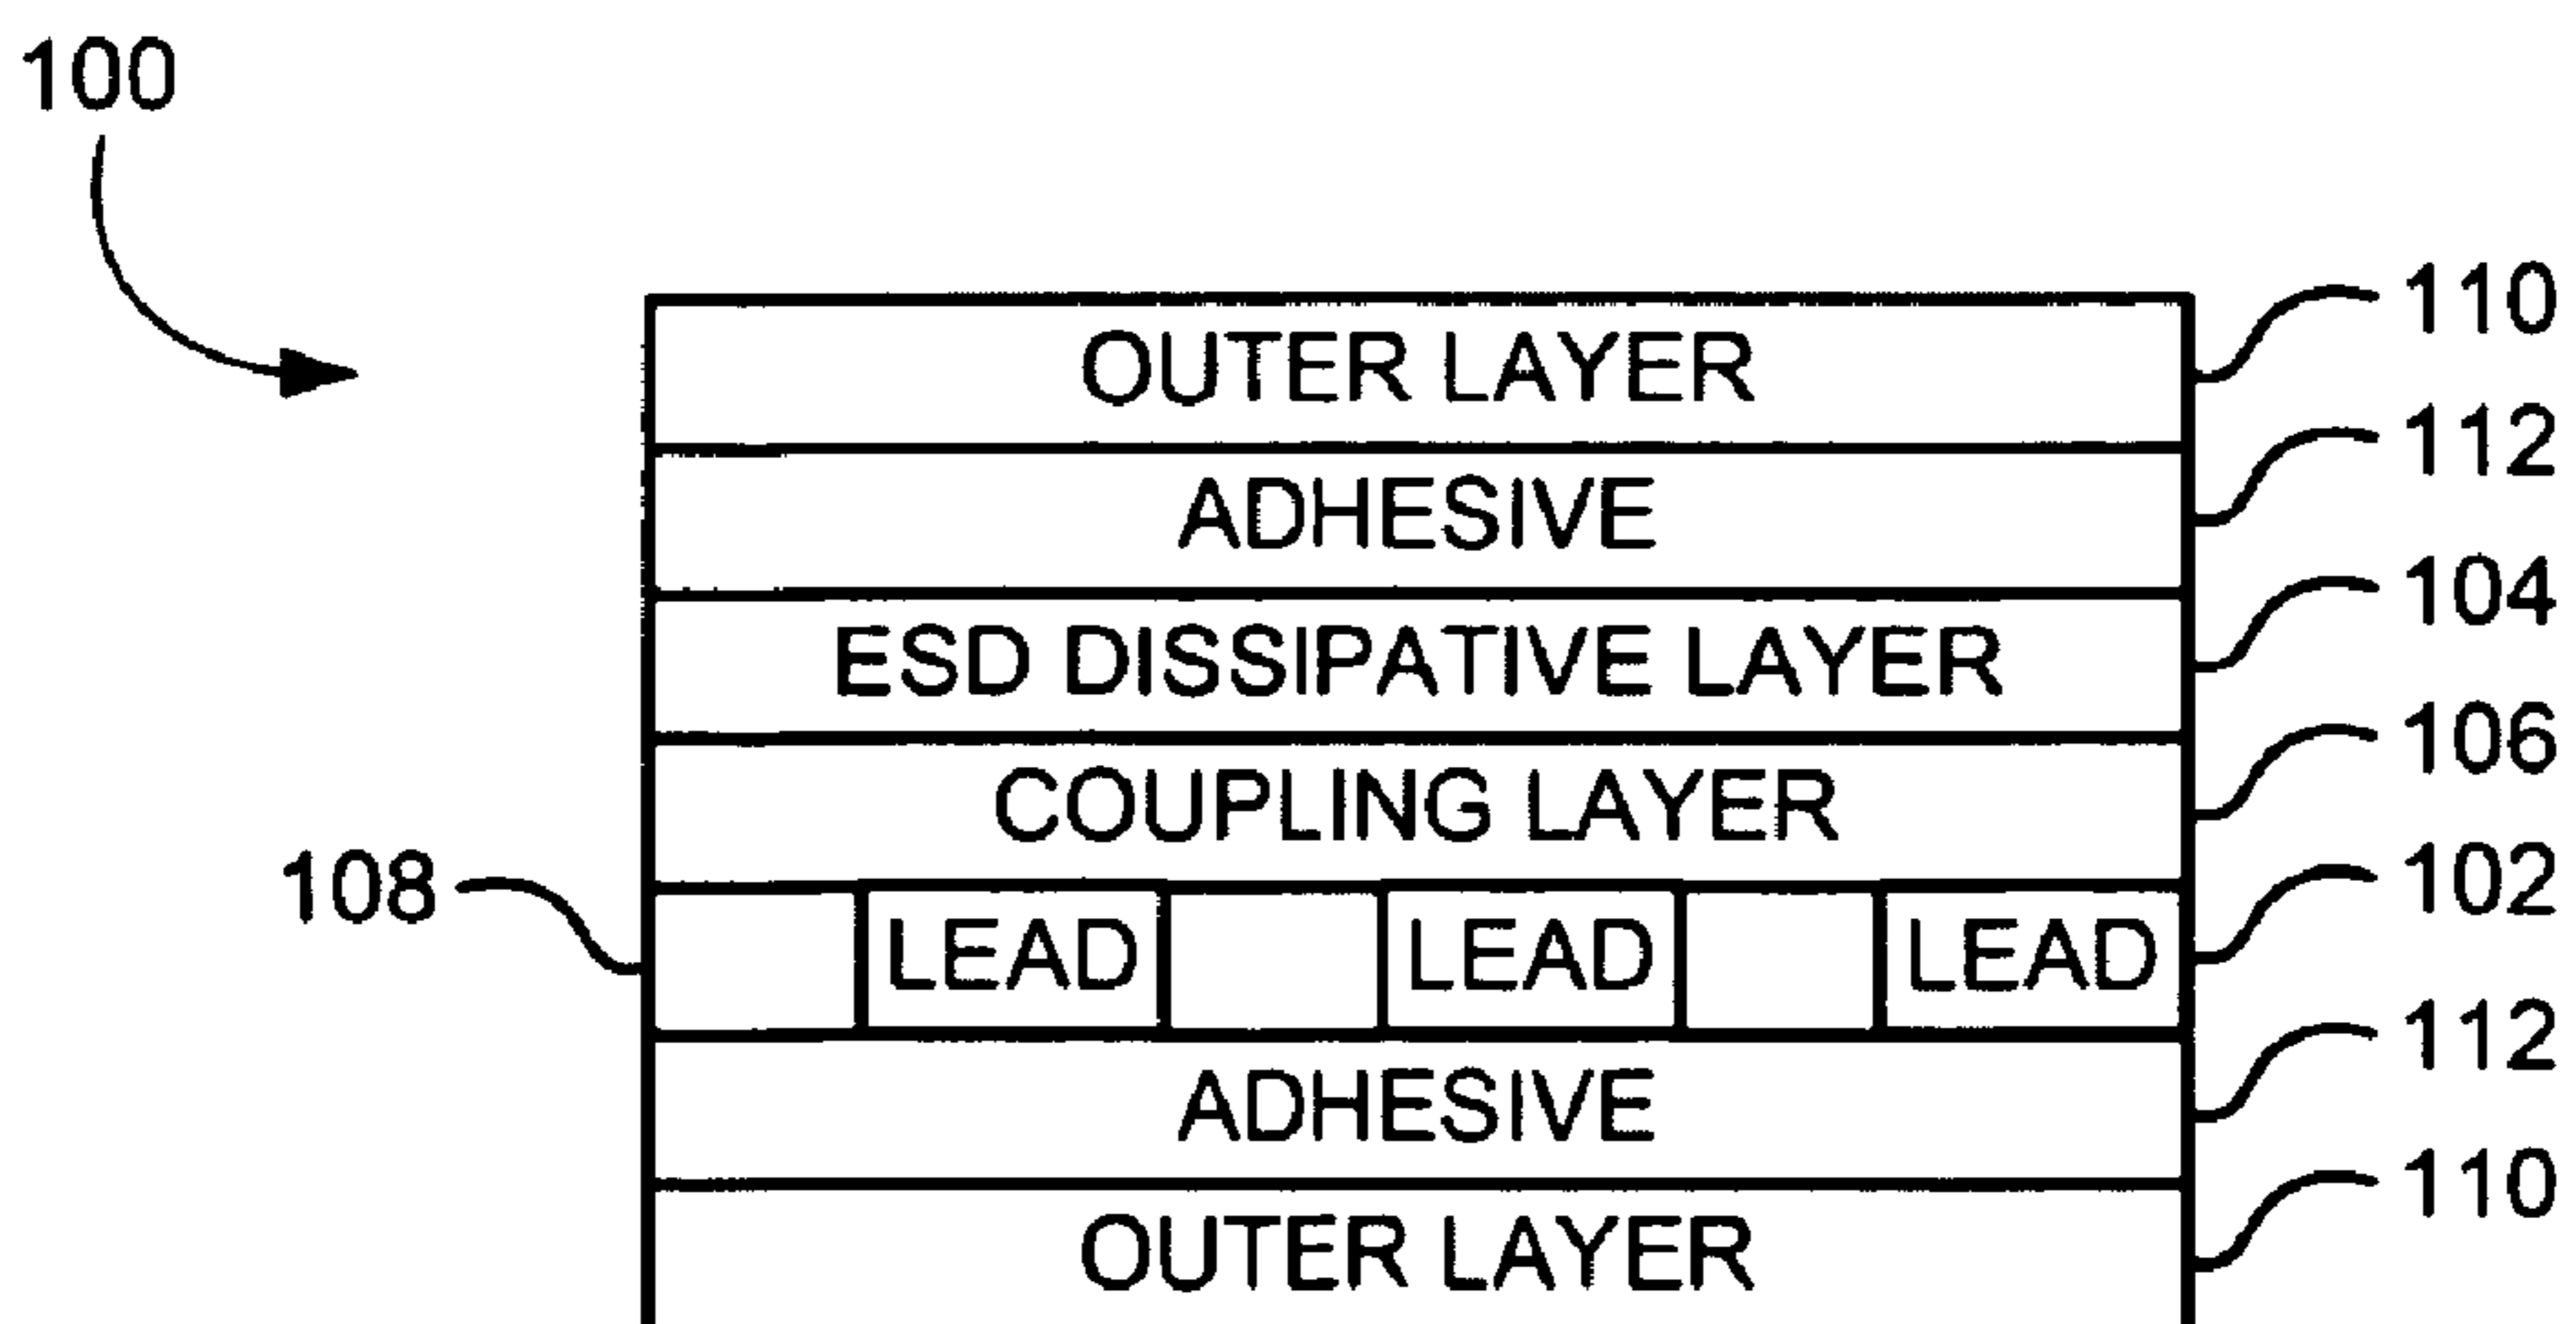 100
OUTER LAYER 110
ADHESIVE 112
ESD DISSIPATIVE LAYER 104
COUPLING LAYER 106
108 LEAD LEAD LEAD 102
ADHESIVE 112
OUTER LAYER 110